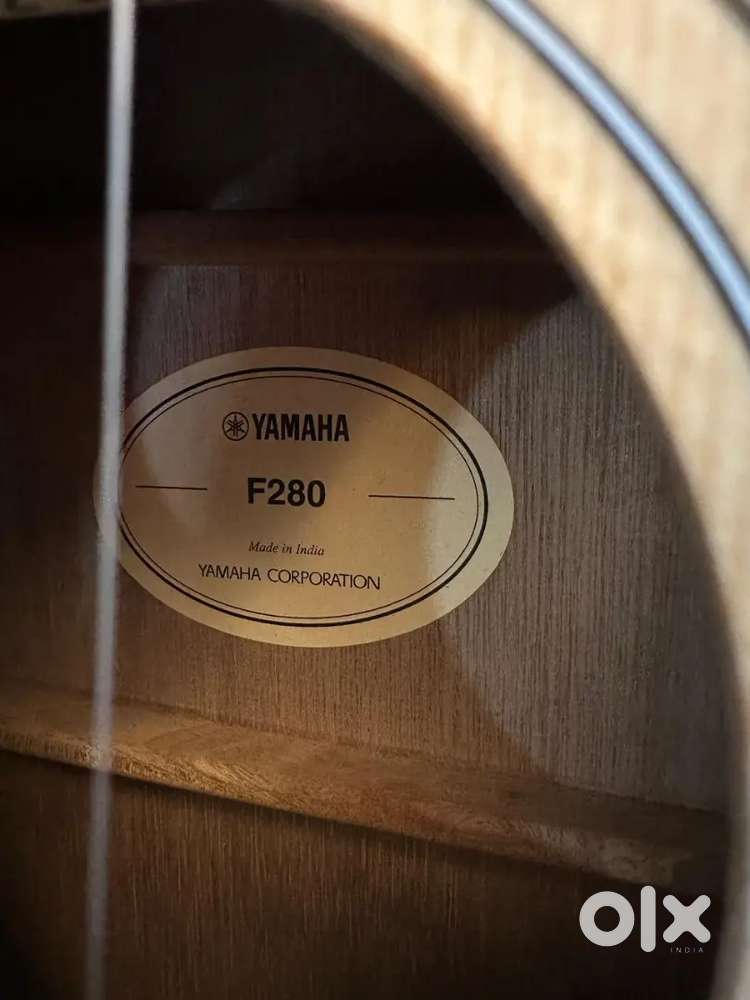 YAMAHA
F280
Made in India
YAMAHA CORPORATION
olx
INDIA